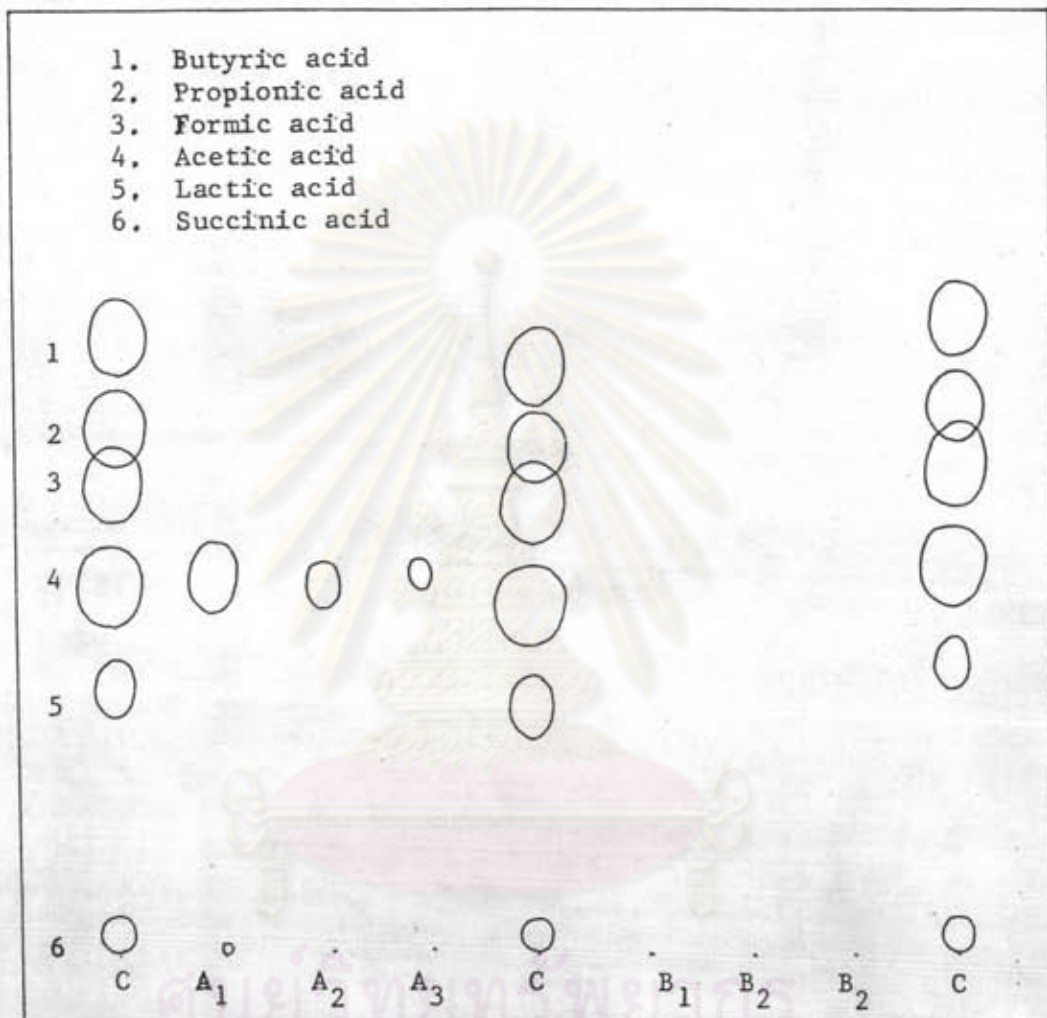 1. Butyric acid
2. Propionic acid
3. Formic acid
4. Acetic acid
5. Lactic acid
6. Succinic acid
1
2
3
4
5
6
C A1 A2 A3 C B1 B2 B2 C